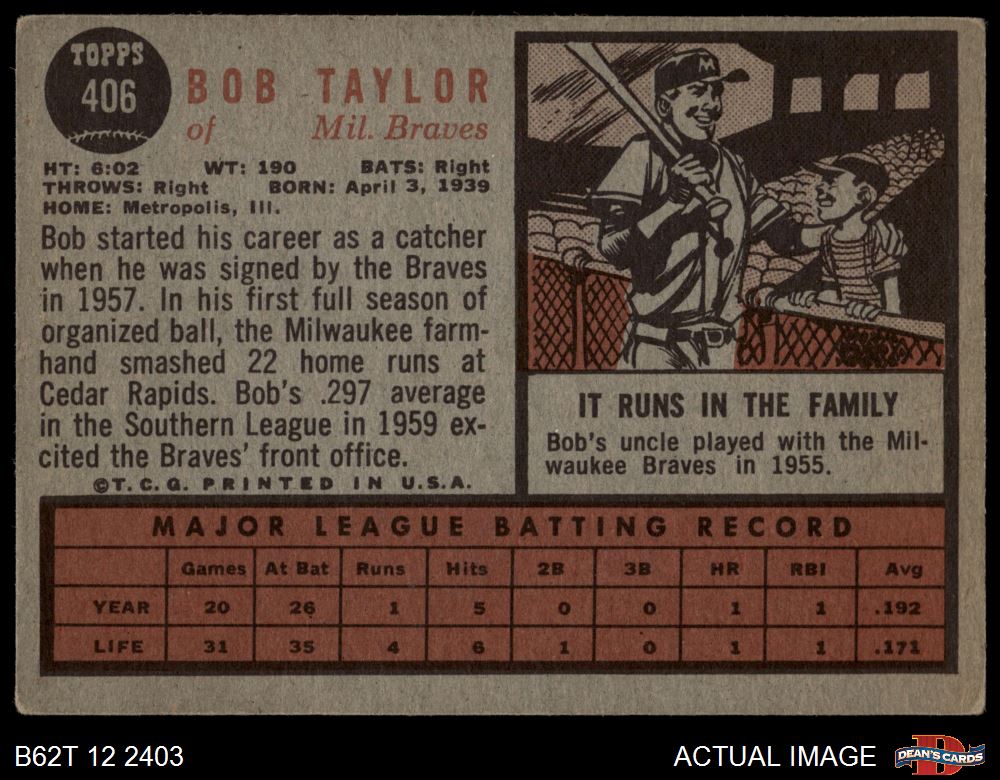 TOPPS
406
BOB TAYLOR
of Mil. Braves
HT: 6:02 WT: 190 BATS: Right
THROWS: Right BORN: April 3, 1939
HOME: Metropolis, Ill.
Bob started his career as a catcher
when he was signed by the Braves
in 1957. In his first full season of
organized ball, the Milwaukee farm-
hand smashed 22 home runs at
Cedar Rapids. Bob's .297 average
in the Southern League in 1959 ex-
cited the Braves' front office.
©T. C. G. PRINTED IN U.S.A.
M
IT RUNS IN THE FAMILY
Bob's uncle played with the Mil-
waukee Braves in 1955.
MAJOR LEAGUE BATTING RECORD
Games At Bat Runs Hits 2B 3B HR RBI Avg
YEAR 20 26 1 5 0 0 1 1 .192
LIFE 31 35 4 6 1 0 1 1 .171
B62T 12 2403
ACTUAL IMAGE
D
DEAN'S CARDS